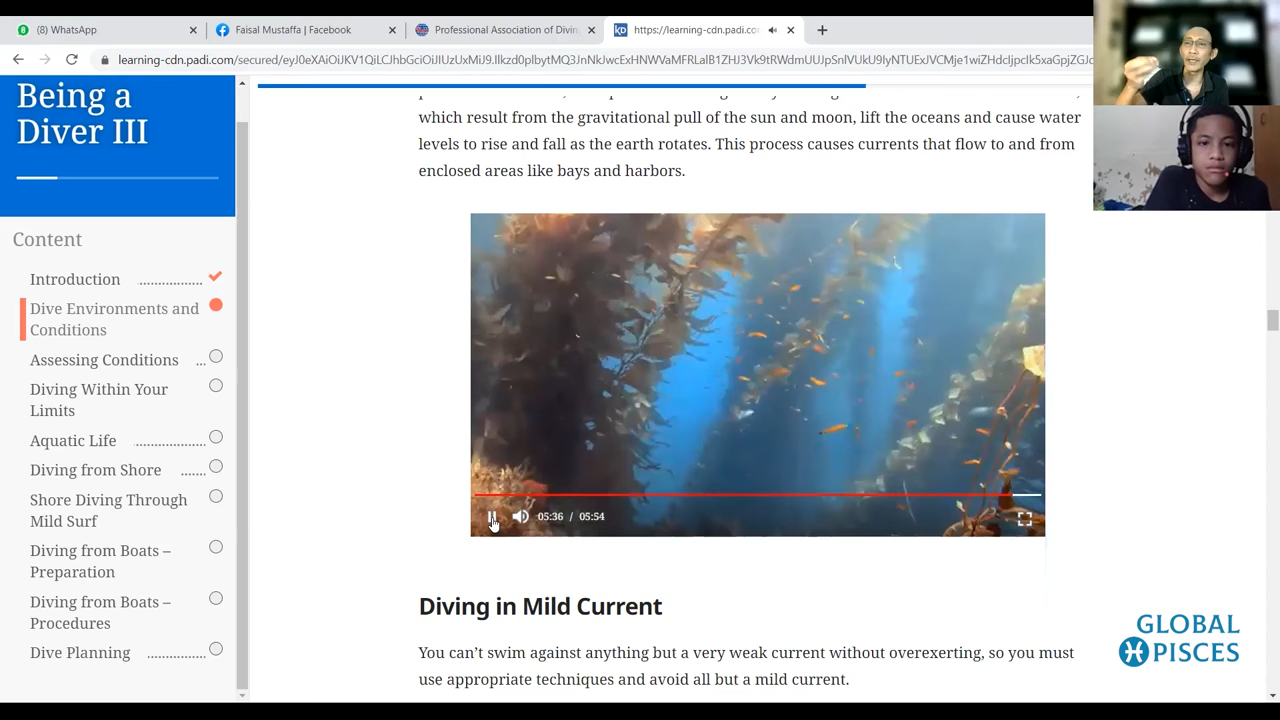 (8) WhatsApp
Faisal Mustaffa | Facebook
Professional Association of Divin
https://learning-cdn.padi.co
Being a
Diver III
which result from the gravitational pull of the sun and moon, lift the oceans and cause water
levels to rise and fall as the earth rotates. This process causes currents that flow to and from
enclosed areas like bays and harbors.
Content
Introduction
Dive Environments and
Conditions
Assessing Conditions
Diving Within Your
Limits
Aquatic Life
Diving from Shore
Shore Diving Through
Mild Surf
Diving from Boats –
Preparation
Diving from Boats –
Procedures
Dive Planning
05:36 / 05:54
Diving in Mild Current
You can't swim against anything but a very weak current without overexerting, so you must
use appropriate techniques and avoid all but a mild current.
GLOBAL
PISCES